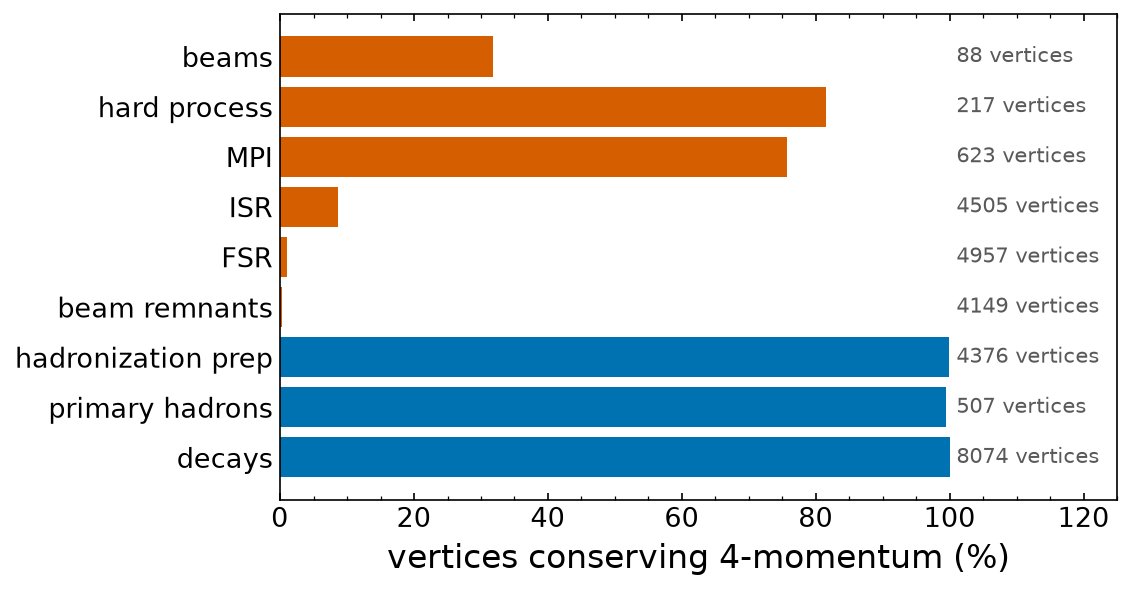 beams 88 vertices
hard process 217 vertices
MPI 623 vertices
ISR 4505 vertices
FSR 4957 vertices
beam remnants 4149 vertices
hadronization prep 4376 vertices
primary hadrons 507 vertices
decays 8074 vertices
0 20 40 60 80 100 120
vertices conserving 4-momentum (%)